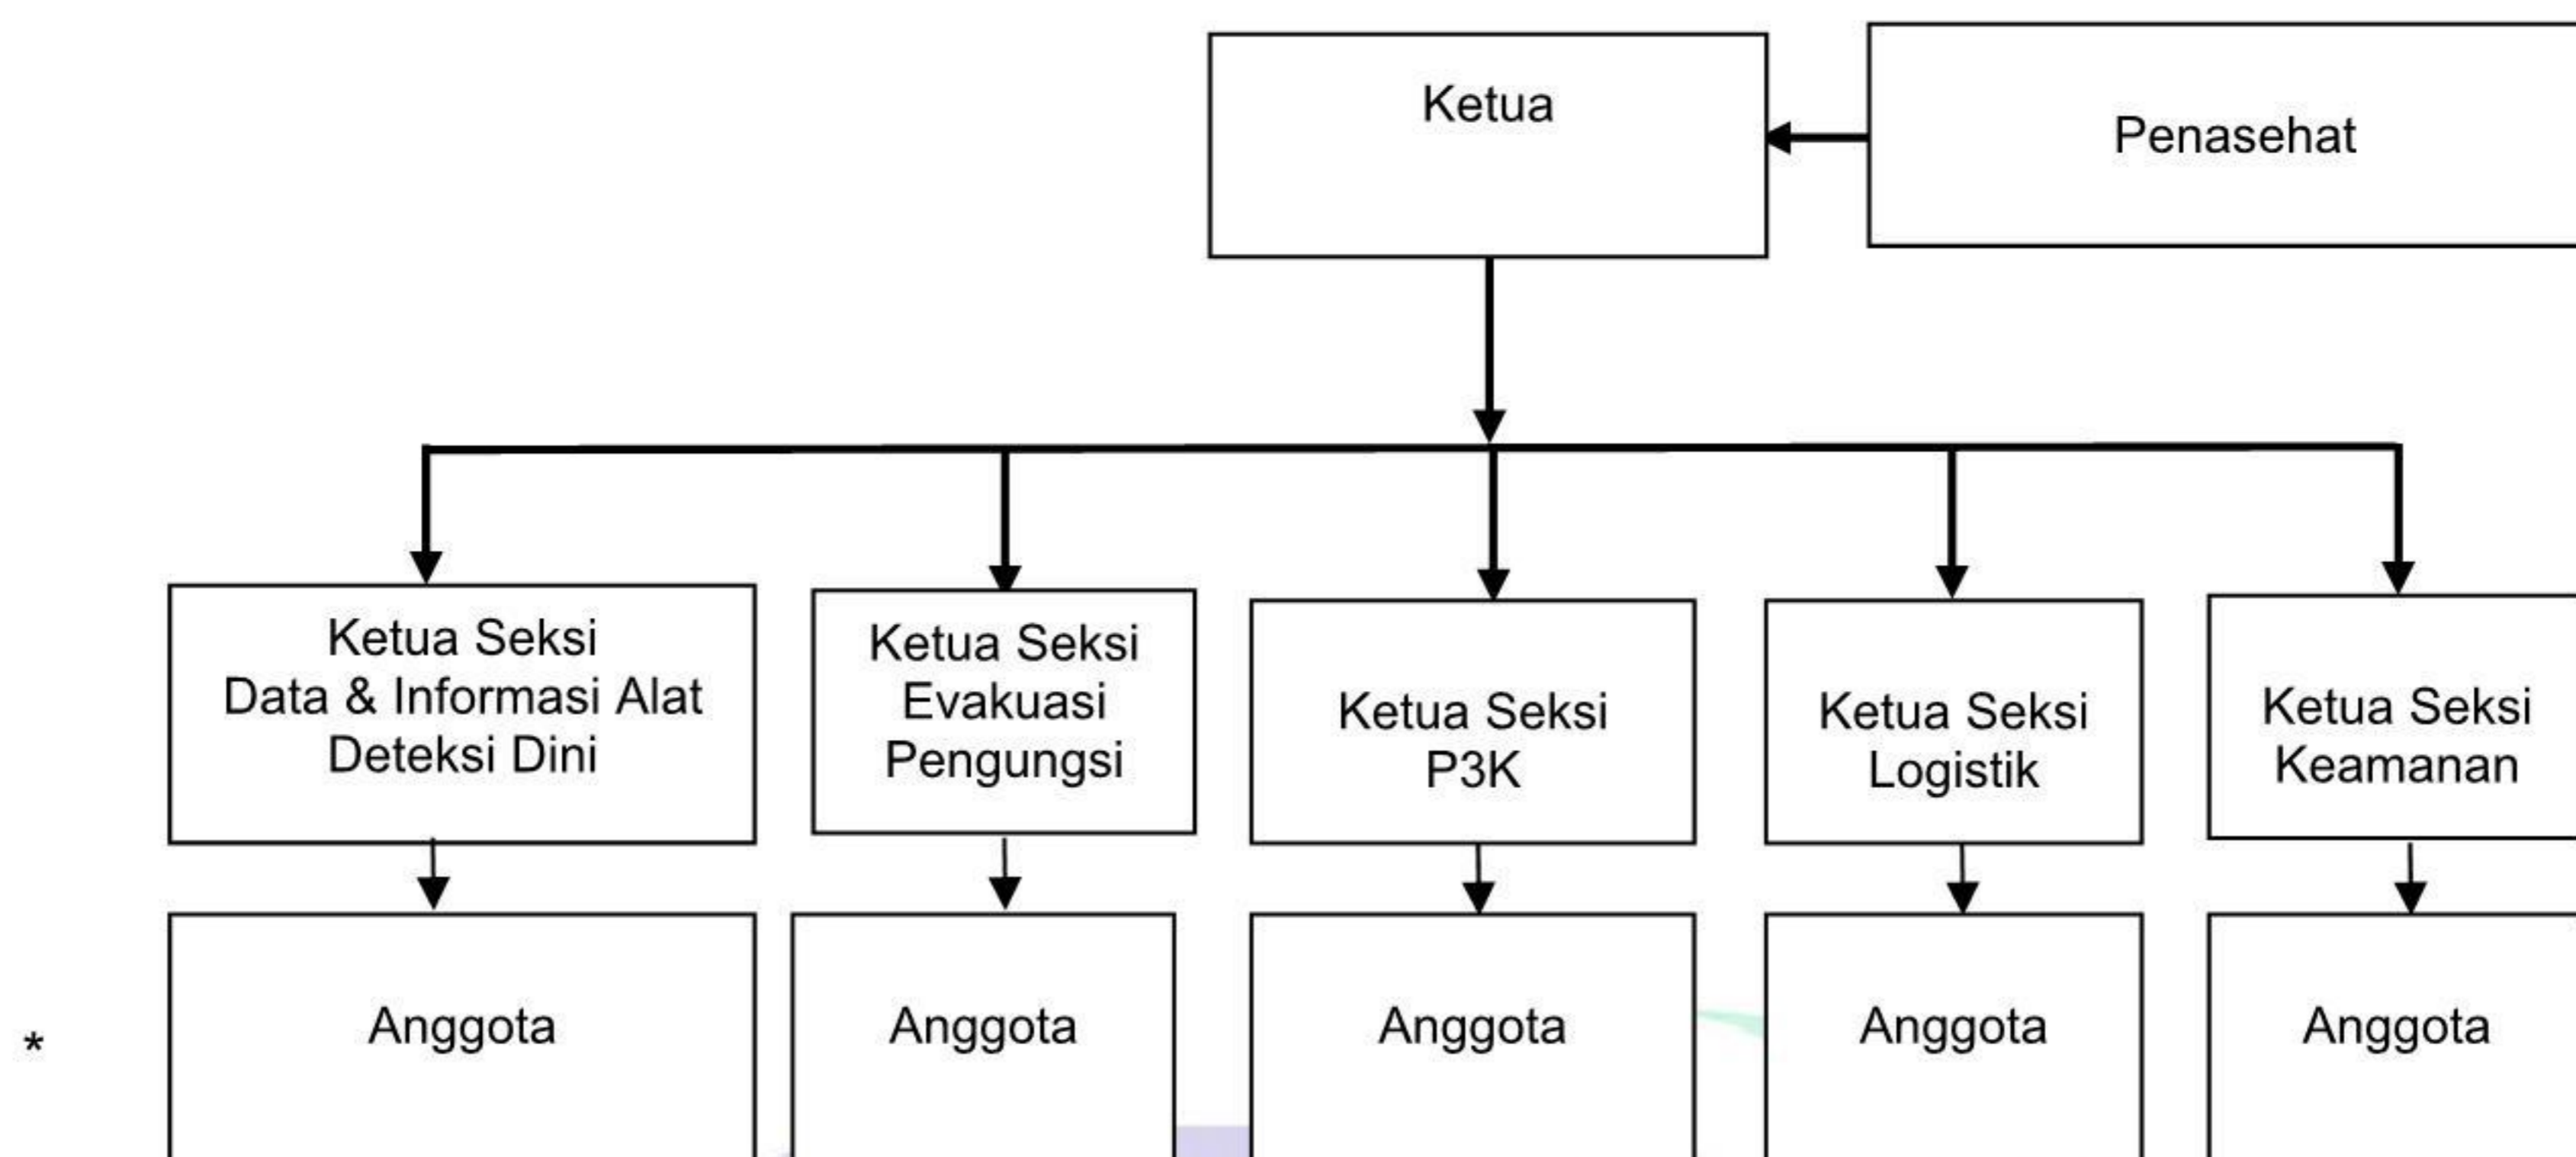 Ketua
Penasehat
Ketua Seksi
Data & Informasi Alat
Deteksi Dini
Ketua Seksi
Evakuasi
Pengungsi
Ketua Seksi
P3K
Ketua Seksi
Logistik
Ketua Seksi
Keamanan
*
Anggota
Anggota
Anggota
Anggota
Anggota